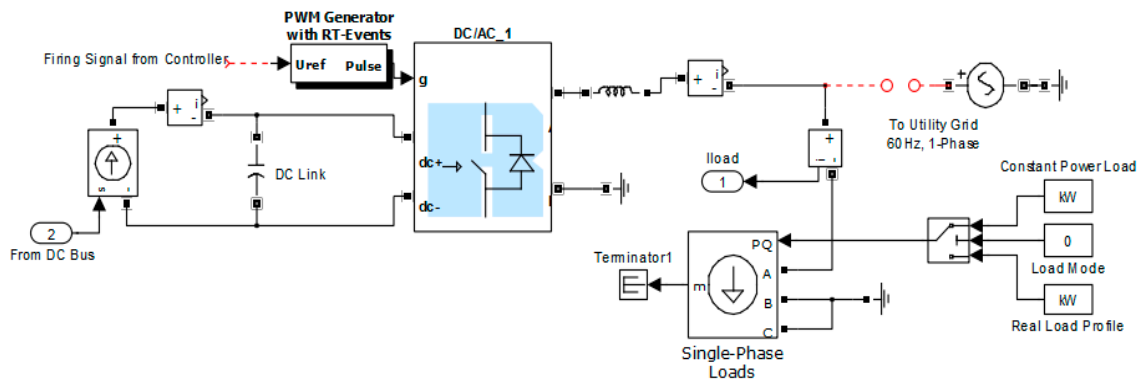 PWM Generator
with RT-Events
DC/AC_1
Firing Signal from Controller
Uref
Pulse
g
i
+
-
i
+
-
+
To Utility Grid
60 Hz, 1-Phase
+
s
-
DC Link
dc+
dc-
+
i
-
Iload
1
Constant Power Load
kW
2
From DC Bus
Terminator1
m
PQ
A
B
C
0
Load Mode
kW
Real Load Profile
Single-Phase
Loads